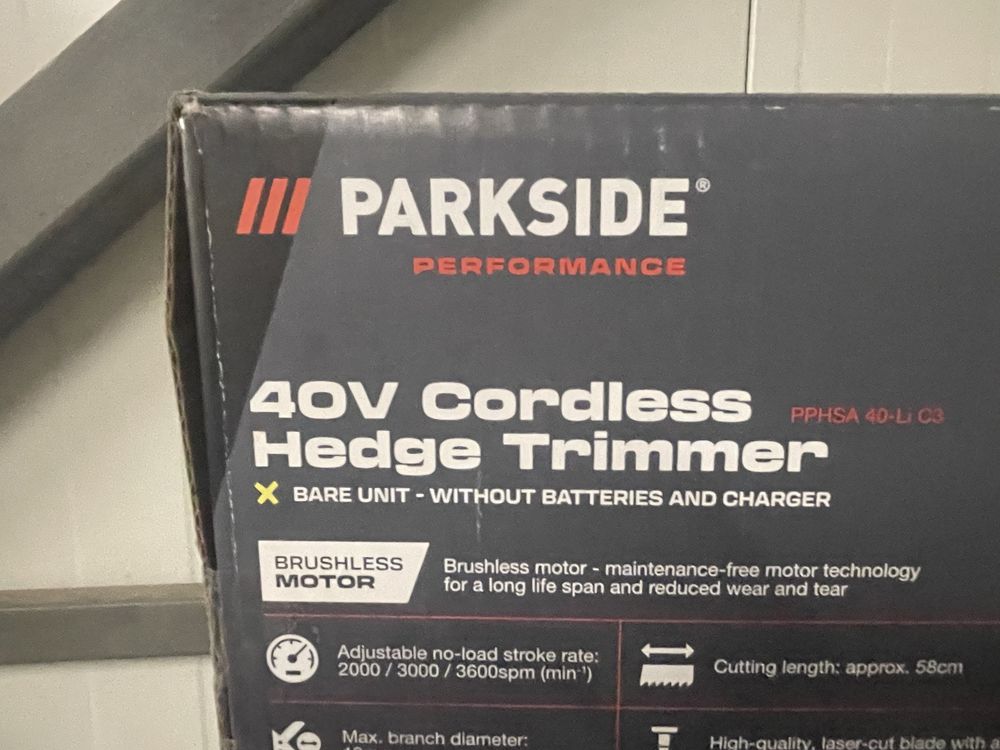 PARKSIDE®
PERFORMANCE
40V Cordless
PPHSA 40-Li C3
Hedge Trimmer
BARE UNIT - WITHOUT BATTERIES AND CHARGER
BRUSHLESS
MOTOR
Brushless motor - maintenance-free motor technology
for a long life span and reduced wear and tear
Adjustable no-load stroke rate:
2000 / 3000 / 3600spm (min⁻¹)
Cutting length: approx. 58cm
Max. branch diameter:
High-quality, laser-cut blade with